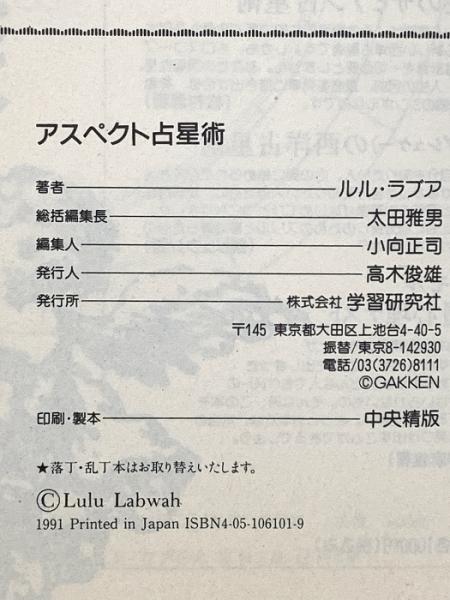 アスペクト占星術
著者 ルル・ラブア
総括編集長 太田雅男
編集人 小向正司
発行人 高木俊雄
発行所 株式会社 学習研究社
〒145 東京都大田区上池台4-40-5
振替/東京8-142930
電話/03(3726)8111
©GAKKEN
印刷・製本 中央精版
★落丁・乱丁本はお取り替えいたします。
©Lulu Labwah
1991 Printed in Japan ISBN4-05-106101-9